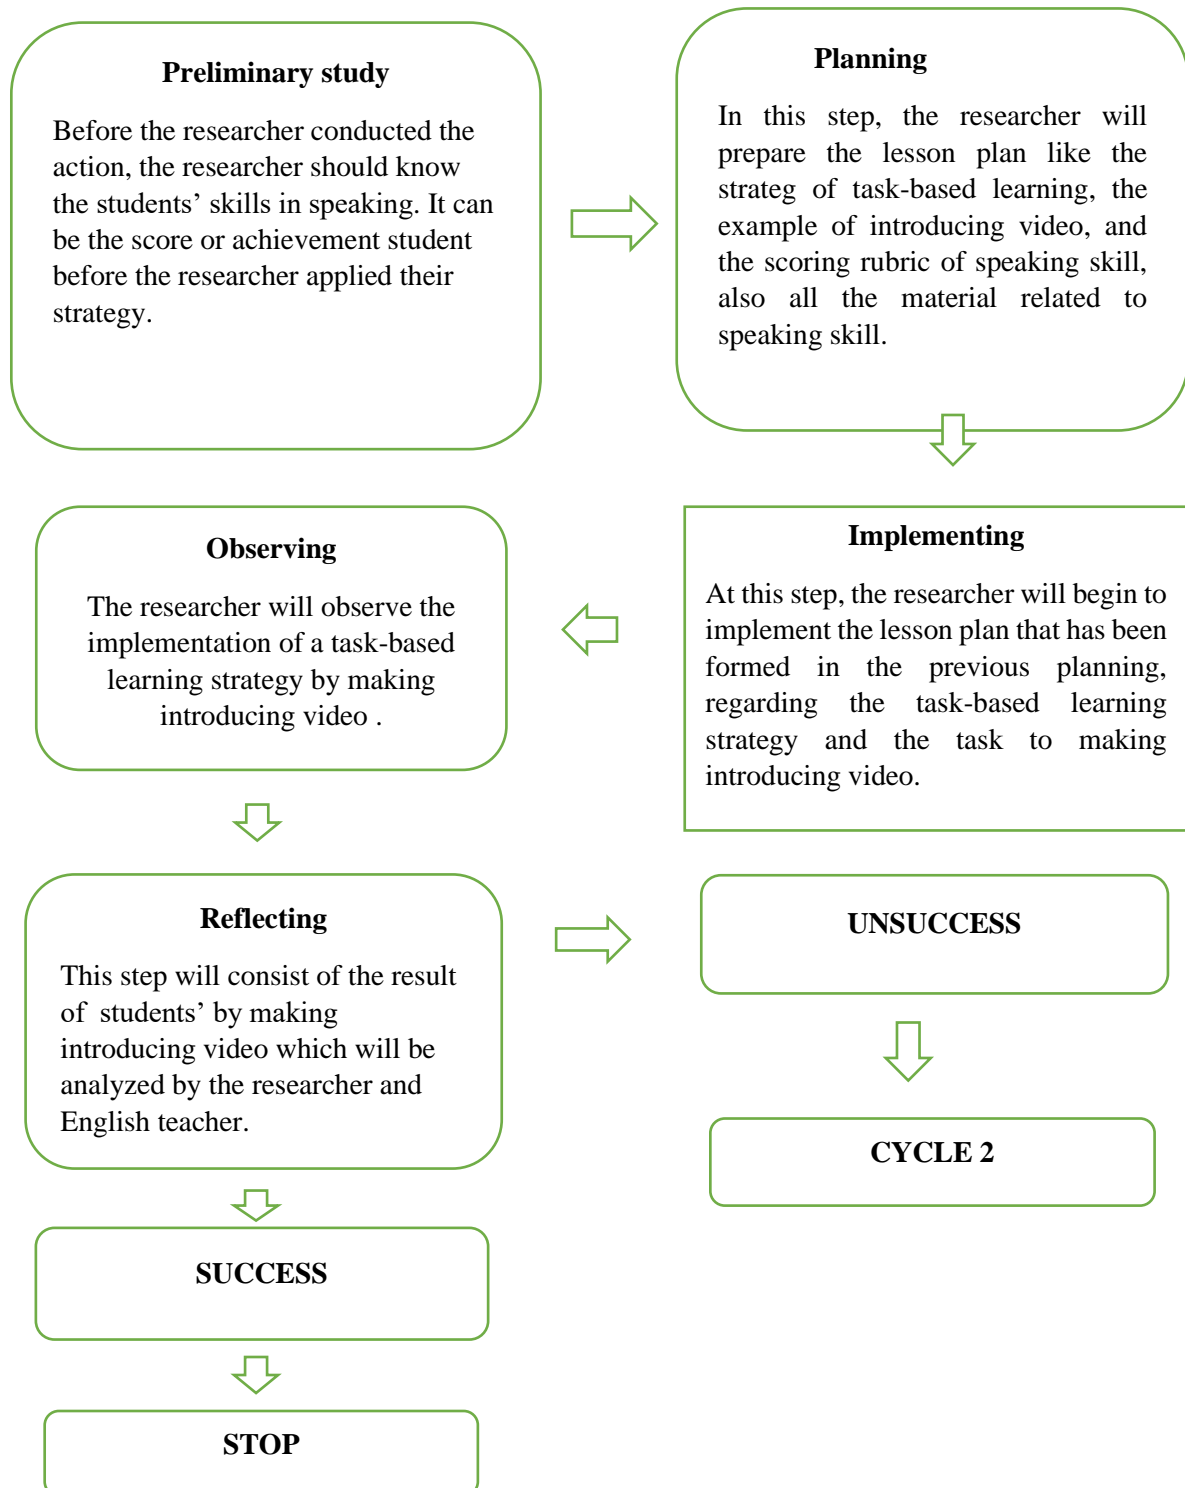 Preliminary study
Before the researcher conducted the
action, the researcher should know
the students’ skills in speaking. It can
be the score or achievement student
before the researcher applied their
strategy.
Planning
In this step, the researcher will
prepare the lesson plan like the
strateg of task-based learning, the
example of introducing video, and
the scoring rubric of speaking skill,
also all the material related to
speaking skill.
Implementing
At this step, the researcher will begin to
implement the lesson plan that has been
formed in the previous planning,
regarding the task-based learning
strategy and the task to making
introducing video.
Observing
The researcher will observe the
implementation of a task-based
learning strategy by making
introducing video .
Reflecting
This step will consist of the result
of students’ by making
introducing video which will be
analyzed by the researcher and
English teacher.
UNSUCCESS
CYCLE 2
SUCCESS
STOP